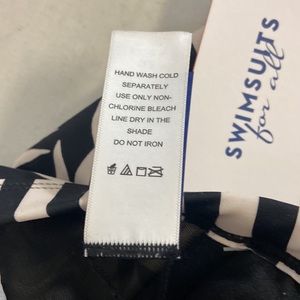 HAND WASH COLD
SEPARATELY
USE ONLY NON-
CHLORINE BLEACH
LINE DRY IN THE
SHADE
DO NOT IRON
SWIMSUITS
for all